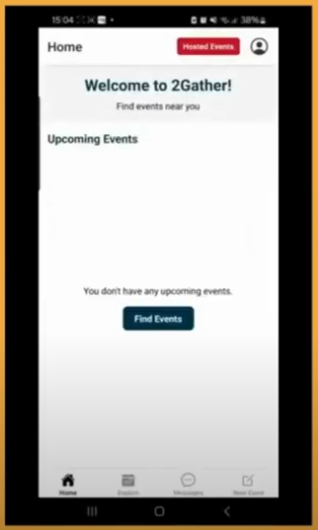 15:04
38%
Home
Hosted Events
Welcome to 2Gather!
Find events near you
Upcoming Events
You don't have any upcoming events.
Find Events
Home
Explore
Messages
New Event